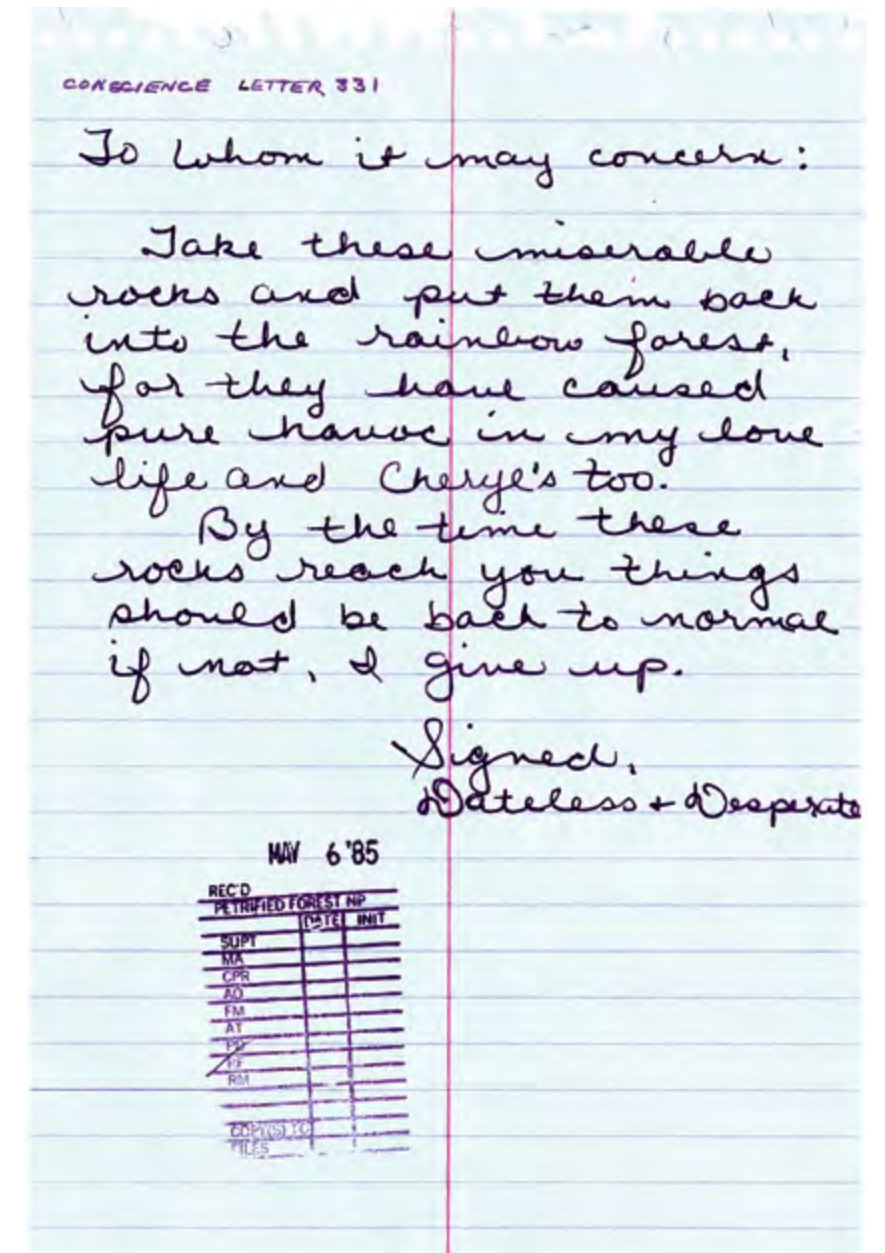 CONSCIENCE LETTER 331
To Whom it may concern:
Take these miserable
rocks and put them back
into the rainbow forest,
for they have caused
pure havoc in my love
life and Cheryl's too.
By the time these
rocks reach you things
should be back to normal
if not, I give up.
Signed,
Dateless + Desperate
MAY 6 '85
REC'D
PETRIFIED FOREST NP
DATE INIT
SUPT
MA
CPR
AO
FM
AT
PF
RM
COPY(S) TO
FILES